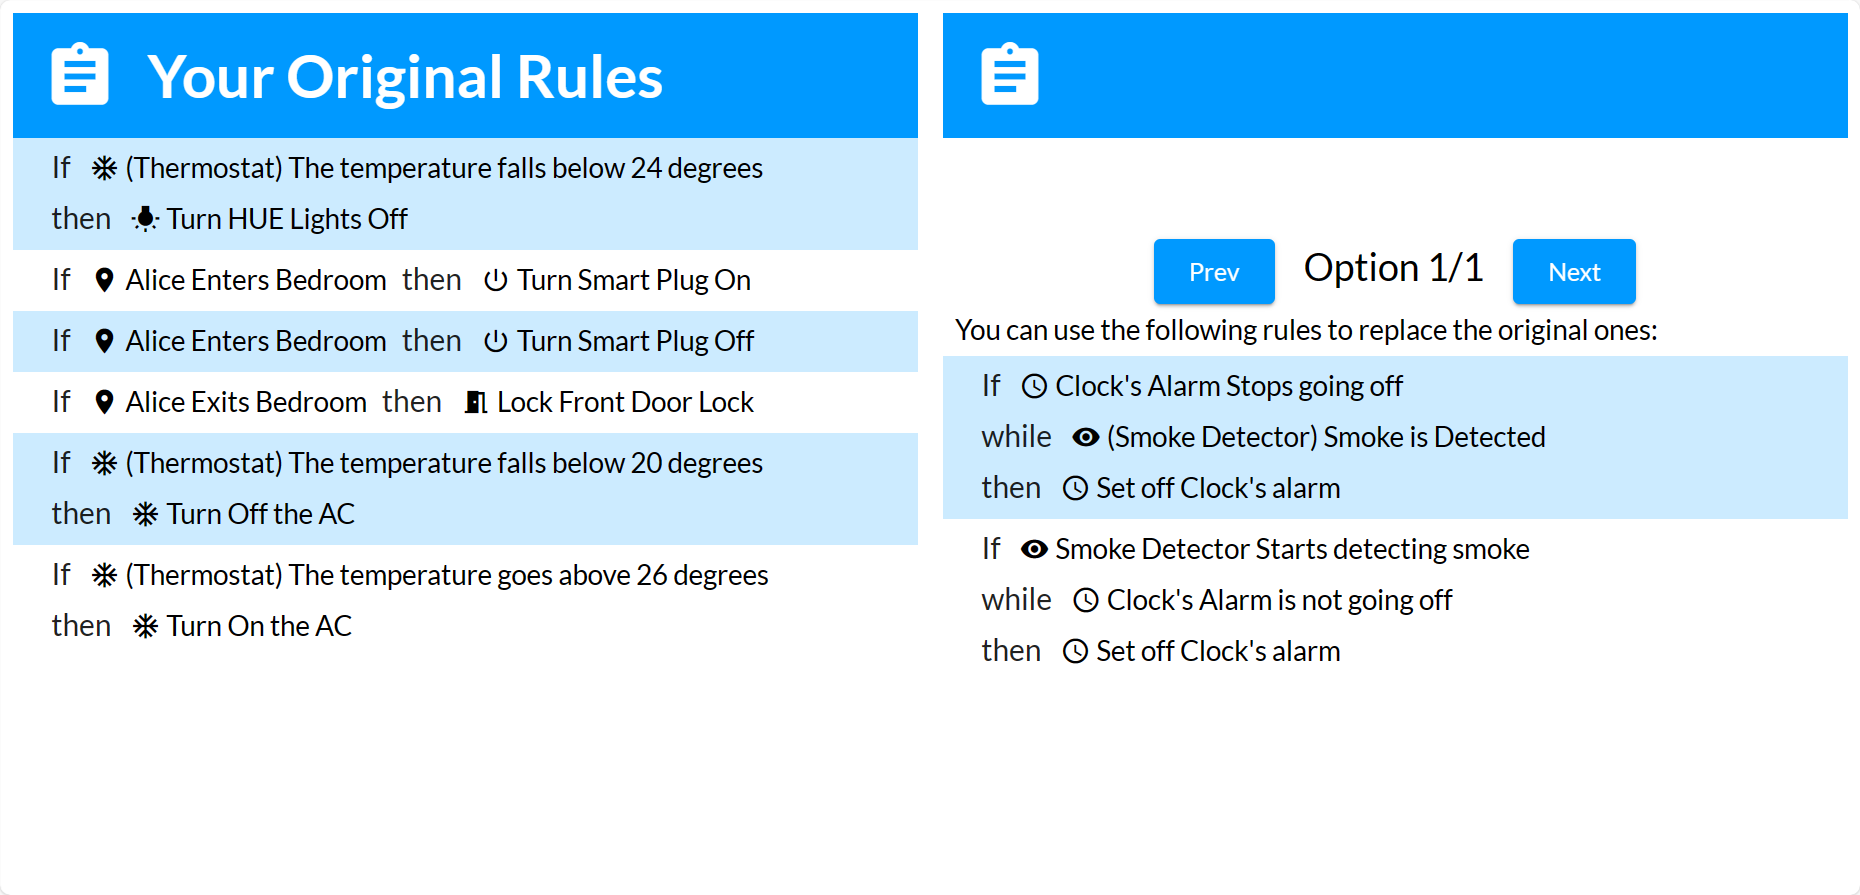 Your Original Rules
If (Thermostat) The temperature falls below 24 degrees
then Turn HUE Lights Off
If Alice Enters Bedroom then Turn Smart Plug On
If Alice Enters Bedroom then Turn Smart Plug Off
If Alice Exits Bedroom then Lock Front Door Lock
If (Thermostat) The temperature falls below 20 degrees
then Turn Off the AC
If (Thermostat) The temperature goes above 26 degrees
then Turn On the AC
Prev Option 1/1 Next
You can use the following rules to replace the original ones:
If Clock's Alarm Stops going off
while (Smoke Detector) Smoke is Detected
then Set off Clock's alarm
If Smoke Detector Starts detecting smoke
while Clock's Alarm is not going off
then Set off Clock's alarm